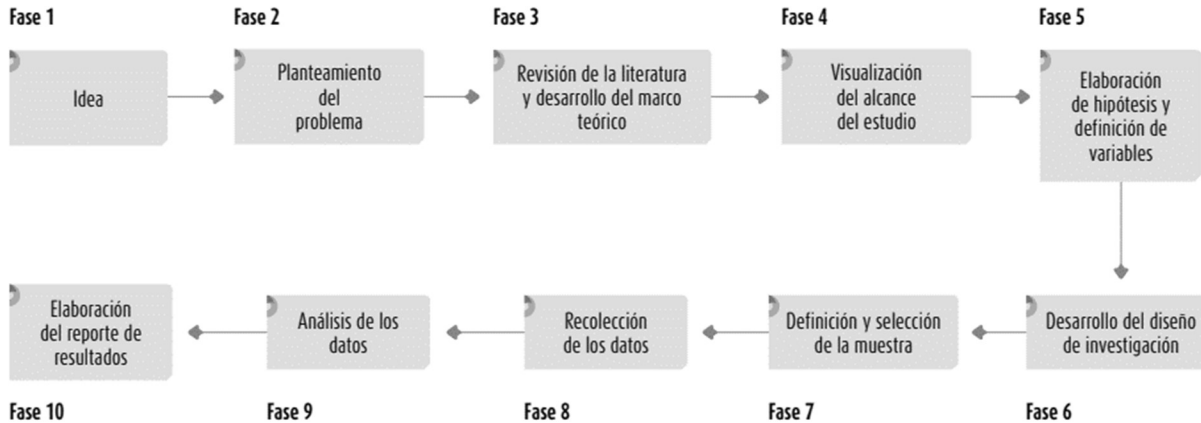 Fase 1
Idea
Fase 2
Planteamiento
del
problema
Fase 3
Revisión de la literatura
y desarrollo del marco
teórico
Fase 4
Visualización
del alcance
del estudio
Fase 5
Elaboración
de hipótesis y
definición de
variables
Desarrollo del diseño
de investigación
Fase 6
Definición y selección
de la muestra
Fase 7
Recolección
de los datos
Fase 8
Análisis de los
datos
Fase 9
Elaboración
del reporte de
resultados
Fase 10